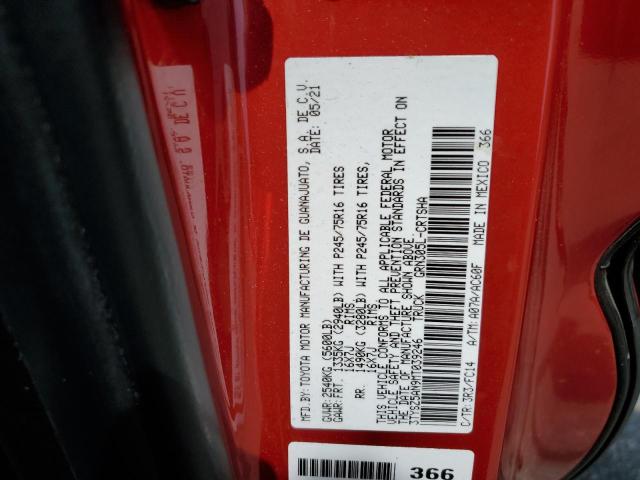 MFD.BY: TOYOTA MOTOR MANUFACTURING DE GUANAJUATO, S.A. DE C.V.
DATE: 05/21
GVWR: 2540KG (5600LB)
GAWR:FRT. 1335KG (2940LB) WITH P245/75R16 TIRES,
16X7J RIMS,
RR. 1490KG (3280LB) WITH P245/75R16 TIRES,
16X7J RIMS,
THIS VEHICLE CONFORMS TO ALL APPLICABLE FEDERAL MOTOR
VEHICLE SAFETY AND THEFT PREVENTION STANDARDS IN EFFECT ON
THE DATE OF MANUFACTURE SHOWN ABOVE.
3TYSZ5AN9MT039246 TRUCK GRN305L-CRTSHA
C/TR:3R3/FC14 A/TM:A07A/AC60F MADE IN MEXICO 366
366